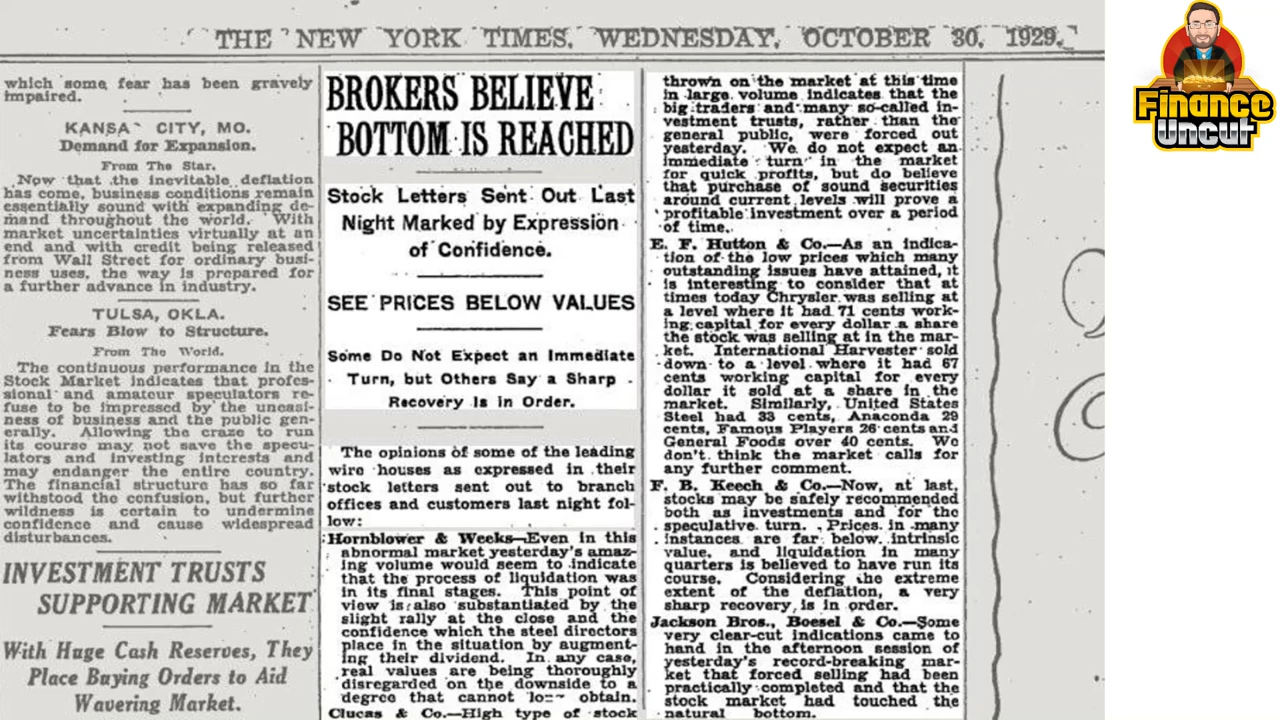 THE NEW YORK TIMES, WEDNESDAY, OCTOBER 30, 1929.
which some fear has been gravely
impaired.
KANSA CITY, MO.
Demand for Expansion.
From The Star.
Now that the inevitable deflation
has come, business conditions remain
essentially sound with expanding de-
mand throughout the world. With
market uncertainties virtually at an
end and with credit being released
from Wall Street for ordinary busi-
ness uses, the way is prepared for
a further advance in industry.
TULSA, OKLA.
Fears Blow to Structure.
From The World.
The continuous performance in the
Stock Market indicates that profes-
sional and amateur speculators re-
fuse to be impressed by the uneasi-
ness of business and the public gen-
erally. Allowing the craze to run
its course may not save the specu-
lators and investing interests and
may endanger the entire country.
The financial structure has so far
withstood the confusion, but further
wildness is certain to undermine
confidence and cause widespread
disturbances.
INVESTMENT TRUSTS
SUPPORTING MARKET
With Huge Cash Reserves, They
Place Buying Orders to Aid
Wavering Market.
BROKERS BELIEVE
BOTTOM IS REACHED
Stock Letters Sent Out Last
Night Marked by Expression
of Confidence.
SEE PRICES BELOW VALUES
Some Do Not Expect an Immediate
Turn, but Others Say a Sharp
Recovery Is in Order.
The opinions of some of the leading
wire houses as expressed in their
stock letters sent out to branch
offices and customers last night fol-
low:
Hornblower & Weeks—Even in this
abnormal market yesterday's amaz-
ing volume would seem to indicate
that the process of liquidation was
in its final stages. This point of
view is also substantiated by the
slight rally at the close and the
confidence which the steel directors
place in the situation by augment-
ing their dividend. In any case,
real values are being thoroughly
disregarded on the downside to a
degree that cannot obtain.
Clucas & Co.—High type of stock
thrown on the market at this time
in large volume indicates that the
big traders and many so-called in-
vestment trusts, rather than the
general public, were forced out
yesterday. We do not expect an
immediate turn in the market
for quick profits, but do believe
that purchase of sound securities
around current levels will prove a
profitable investment over a period
of time.
E. F. Hutton & Co.—As an indica-
tion of the low prices which many
outstanding issues have attained, it
is interesting to consider that at
times today Chrysler was selling at
a level where it had 71 cents work-
ing capital for every dollar a share
the stock was selling at in the mar-
ket. International Harvester sold
down to a level where it had 67
cents working capital for every
dollar it sold at a share in the
market. Similarly, United States
Steel had 33 cents, Anaconda 29
cents, Famous Players 26 cents and
General Foods over 40 cents. We
don't think the market calls for
any further comment.
F. B. Keech & Co.—Now, at last,
stocks may be safely recommended
both as investments and for the
speculative turn. Prices in many
instances are far below intrinsic
value, and liquidation in many
quarters is believed to have run its
course. Considering the extreme
extent of the deflation, a very
sharp recovery is in order.
Jackson Bros., Boesel & Co.—Some
very clear-cut indications came to
hand in the afternoon session of
yesterday's record-breaking mar-
ket that forced selling had been
practically completed and that the
stock market had touched the
natural bottom.
Finance
Uncut